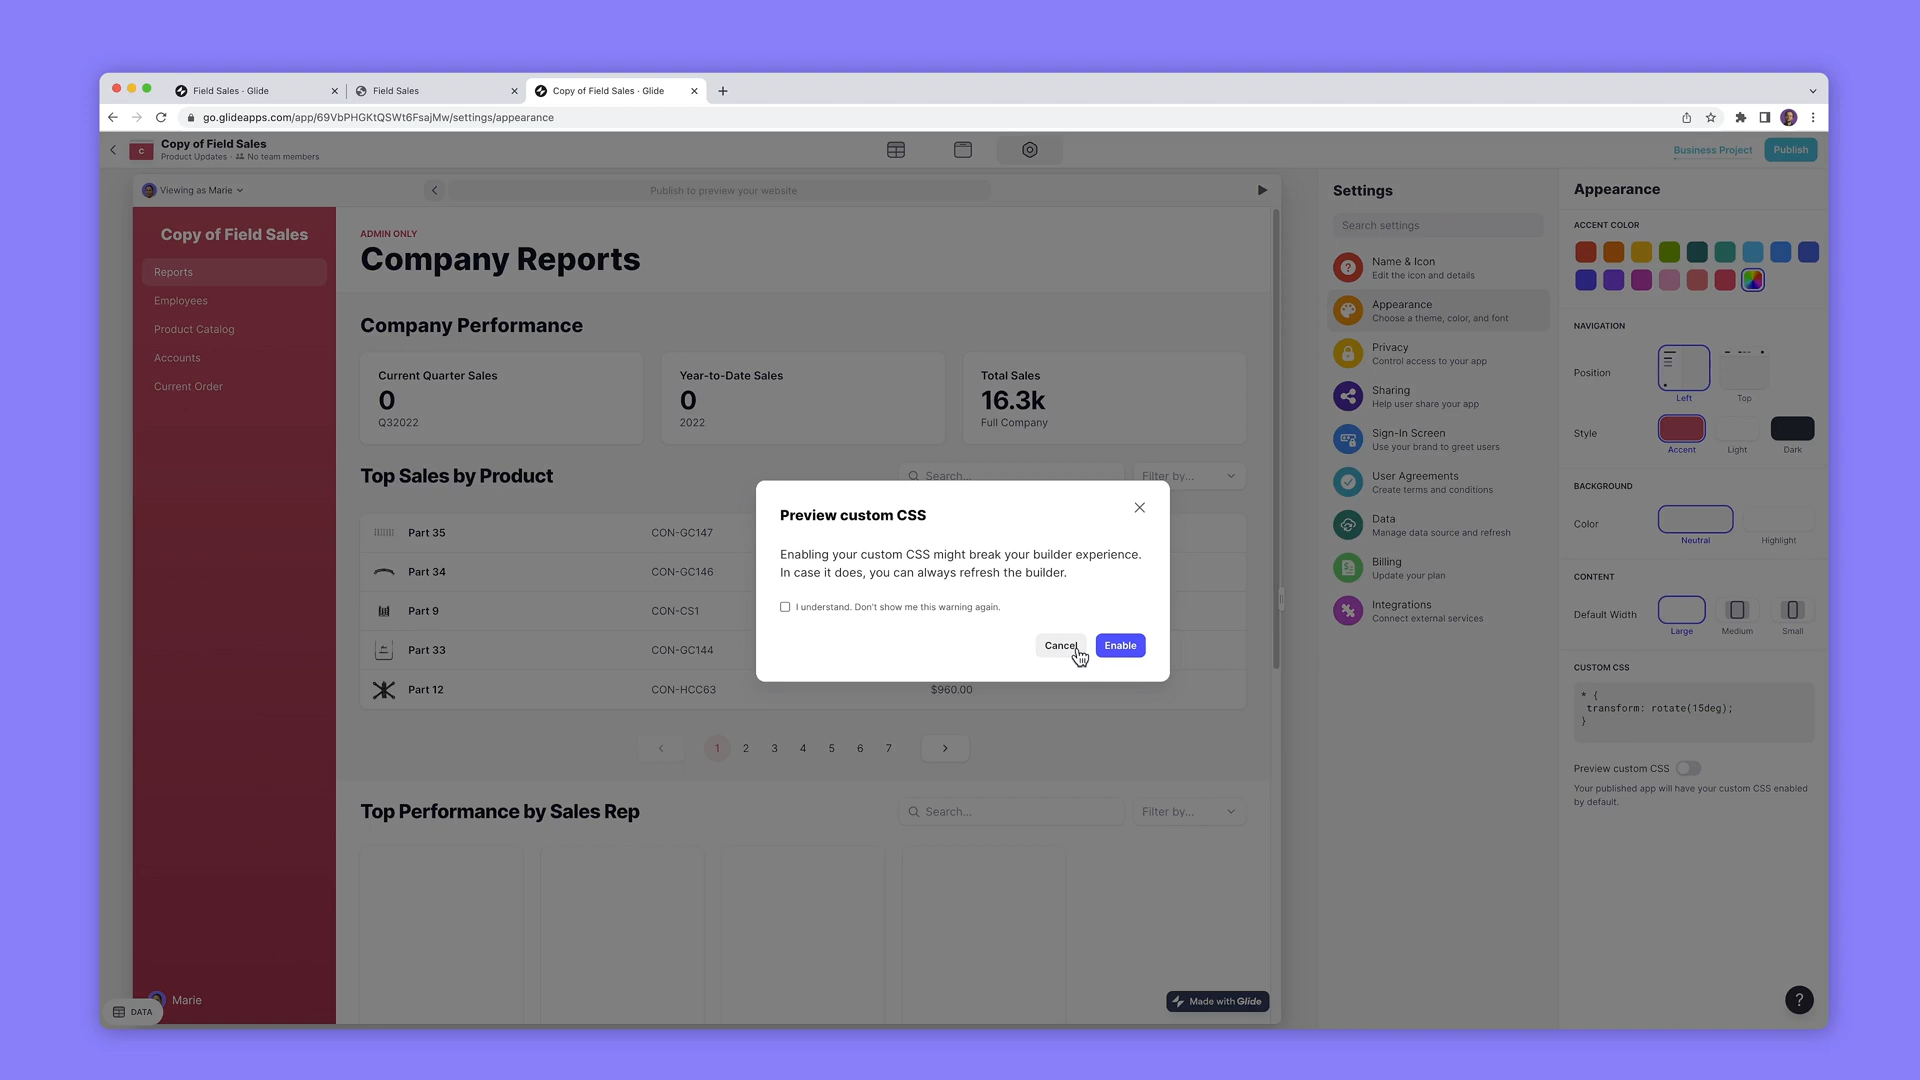 Field Sales · Glide
Field Sales
Copy of Field Sales · Glide
go.glideapps.com/app/69VbPHGKtQSWt6FsajMw/settings/appearance
C
Copy of Field Sales
Product Updates · No team members
Business Project
Publish
Viewing as Marie
Publish to preview your website
Copy of Field Sales
Reports
Employees
Product Catalog
Accounts
Current Order
Marie
DATA
ADMIN ONLY
Company Reports
Company Performance
Current Quarter Sales
0
Q32022
Year-to-Date Sales
0
2022
Total Sales
16.3k
Full Company
Top Sales by Product
Search...
Filter by...
Part 35 CON-GC147
Part 34 CON-GC146
Part 9 CON-CS1
Part 33 CON-GC144
Part 12 CON-HCC63 $960.00
1 2 3 4 5 6 7
Top Performance by Sales Rep
Search...
Filter by...
Made with Glide
Preview custom CSS
Enabling your custom CSS might break your builder experience.
In case it does, you can always refresh the builder.
I understand. Don't show me this warning again.
Cancel
Enable
Settings
Search settings
Name & Icon
Edit the icon and details
Appearance
Choose a theme, color, and font
Privacy
Control access to your app
Sharing
Help user share your app
Sign-In Screen
Use your brand to greet users
User Agreements
Create terms and conditions
Data
Manage data source and refresh
Billing
Update your plan
Integrations
Connect external services
Appearance
ACCENT COLOR
NAVIGATION
Position
Left
Top
Style
Accent
Light
Dark
BACKGROUND
Color
Neutral
Highlight
CONTENT
Default Width
Large
Medium
Small
CUSTOM CSS
* {
transform: rotate(15deg);
}
Preview custom CSS
Your published app will have your custom CSS enabled
by default.
?